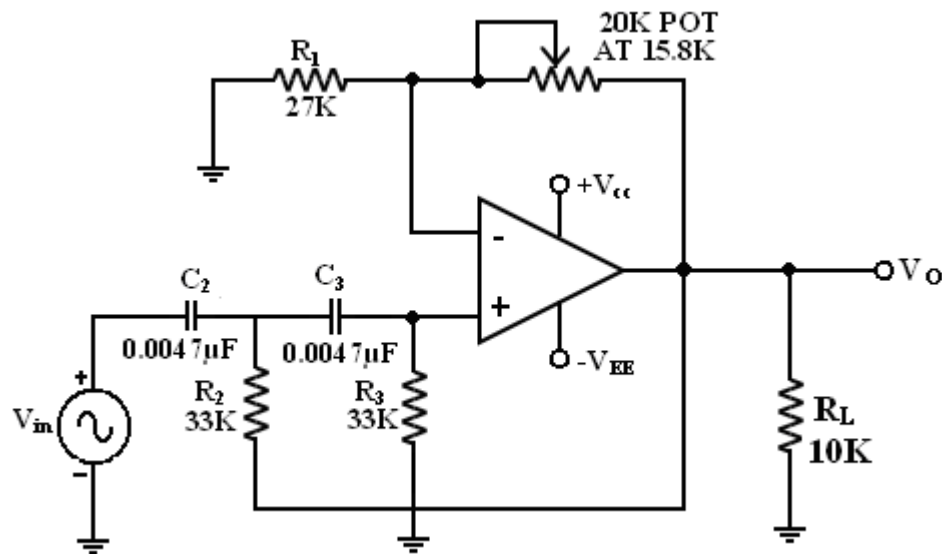 20K POT
AT 15.8K
R₁
27K
+Vcc
-
+
-VEE
V O
C₂
0.0047µF
C₃
0.0047µF
R₂
33K
R₃
33K
+
Vin
-
RL
10K